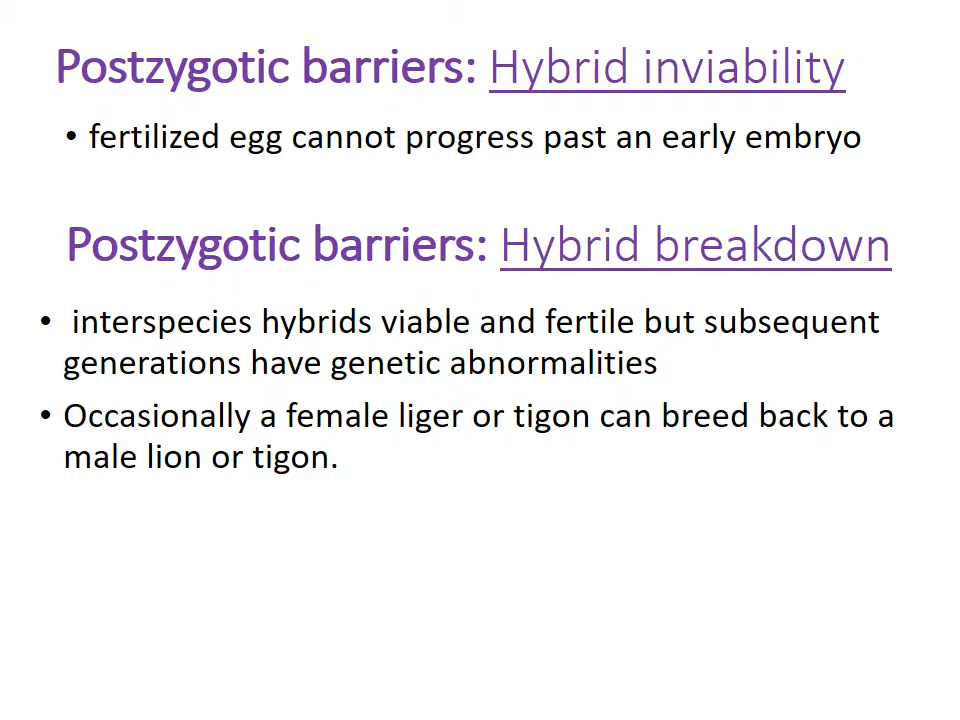 Postzygotic barriers: Hybrid inviability
• fertilized egg cannot progress past an early embryo
Postzygotic barriers: Hybrid breakdown
• interspecies hybrids viable and fertile but subsequent
generations have genetic abnormalities
• Occasionally a female liger or tigon can breed back to a
male lion or tigon.